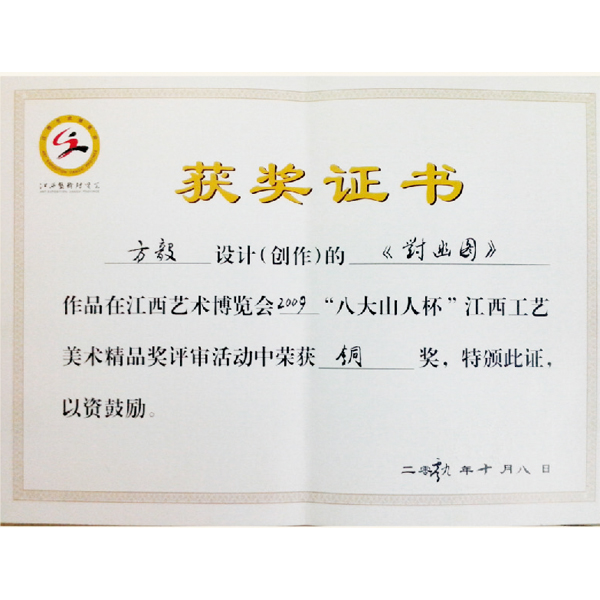 获奖证书
方毅 设计(创作)的 《對幽图》
作品在江西艺术博览会2009“八大山人杯”江西工艺
美术精品奖评审活动中荣获 铜 奖，特颁此证，
以资鼓励。
二零零九 年十月八日